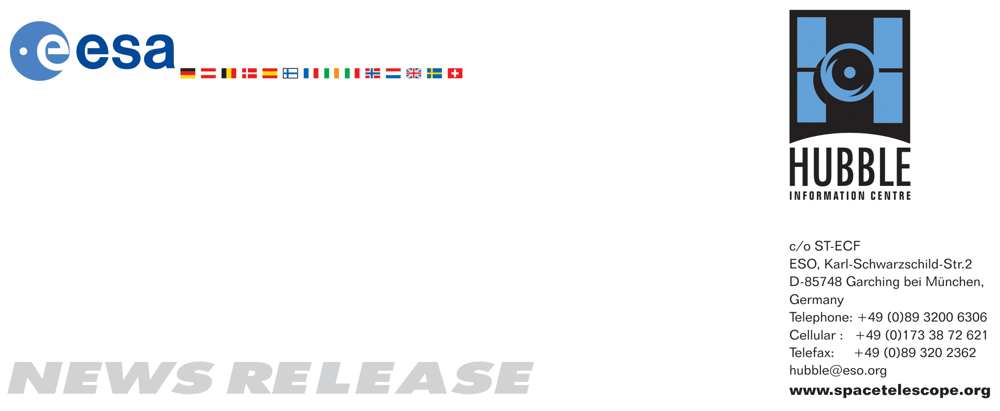 esa
HUBBLE
INFORMATION CENTRE
c/o ST-ECF
ESO, Karl-Schwarzschild-Str.2
D-85748 Garching bei München,
Germany
Telephone: +49 (0)89 3200 6306
Cellular : +49 (0)173 38 72 621
Telefax: +49 (0)89 320 2362
hubble@eso.org
www.spacetelescope.org
NEWS RELEASE